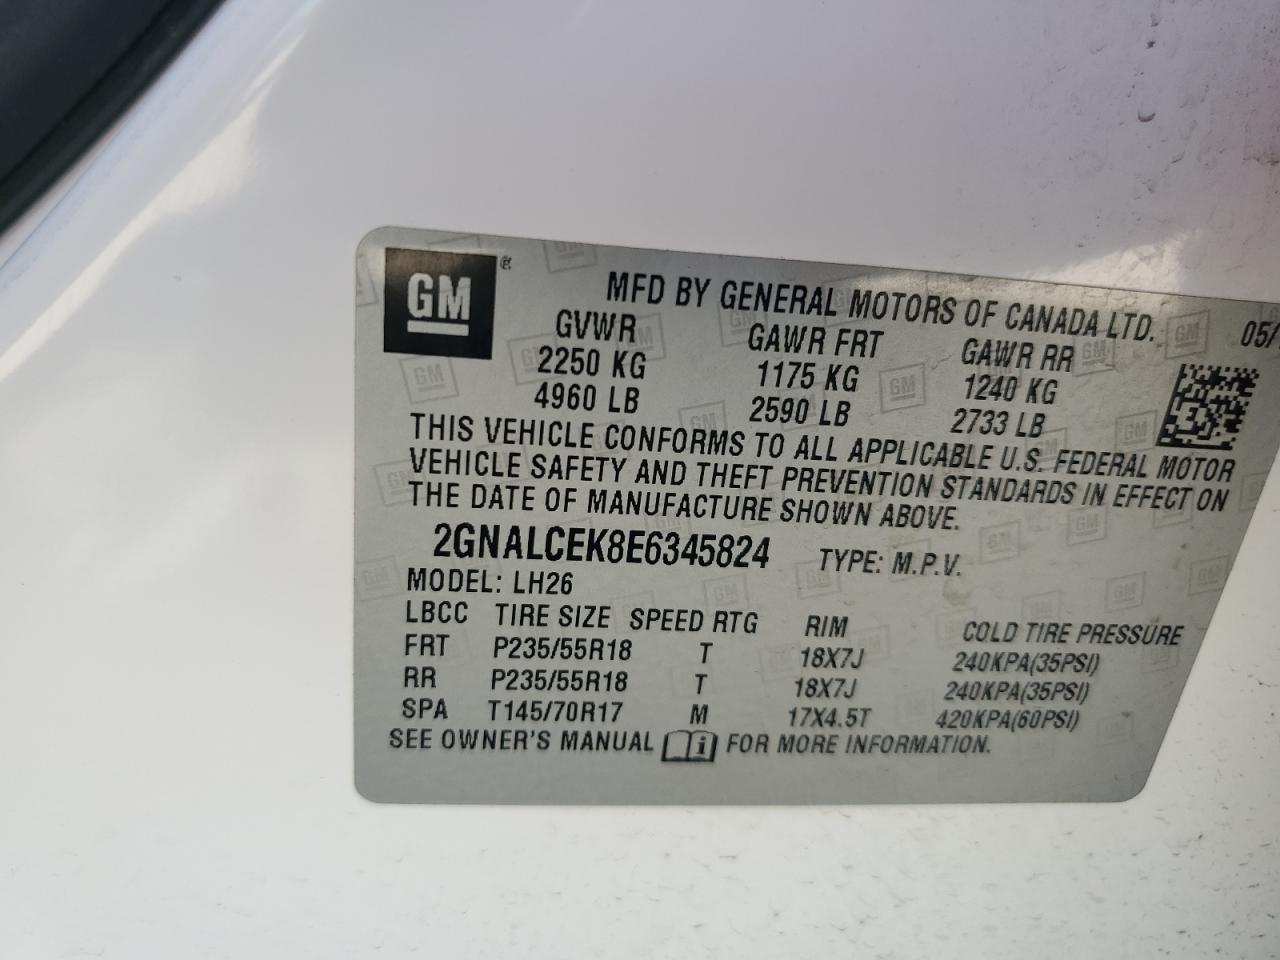 GM
MFD BY GENERAL MOTORS OF CANADA LTD. 05/
GVWR GAWR FRT GAWR RR
2250 KG 1175 KG 1240 KG
4960 LB 2590 LB 2733 LB
THIS VEHICLE CONFORMS TO ALL APPLICABLE U.S. FEDERAL MOTOR
VEHICLE SAFETY AND THEFT PREVENTION STANDARDS IN EFFECT ON
THE DATE OF MANUFACTURE SHOWN ABOVE.
2GNALCEK8E6345824 TYPE: M.P.V.
MODEL: LH26
LBCC TIRE SIZE SPEED RTG RIM COLD TIRE PRESSURE
FRT P235/55R18 T 18X7J 240KPA(35PSI)
RR P235/55R18 T 18X7J 240KPA(35PSI)
SPA T145/70R17 M 17X4.5T 420KPA(60PSI)
SEE OWNER'S MANUAL i FOR MORE INFORMATION.